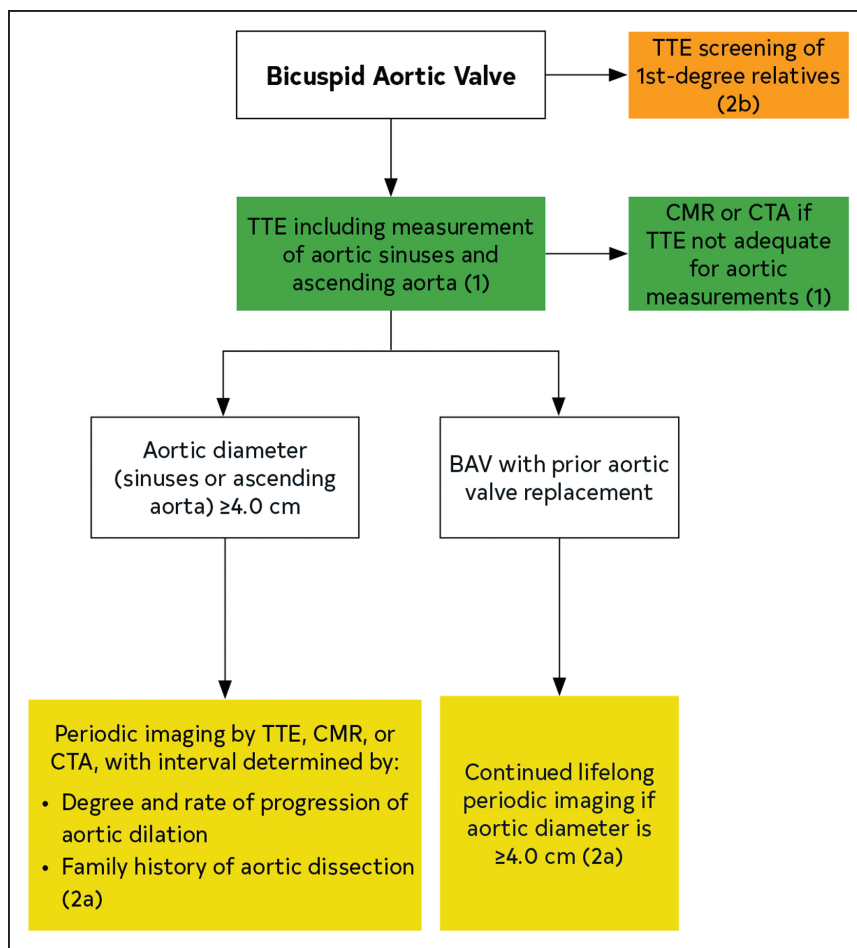 Bicuspid Aortic Valve
TTE screening of
1st-degree relatives
(2b)
TTE including measurement
of aortic sinuses and
ascending aorta (1)
CMR or CTA if
TTE not adequate
for aortic
measurements (1)
Aortic diameter
(sinuses or ascending
aorta) ≥4.0 cm
BAV with prior aortic
valve replacement
Periodic imaging by TTE, CMR, or
CTA, with interval determined by:
• Degree and rate of progression of
aortic dilation
• Family history of aortic dissection
(2a)
Continued lifelong
periodic imaging if
aortic diameter is
≥4.0 cm (2a)